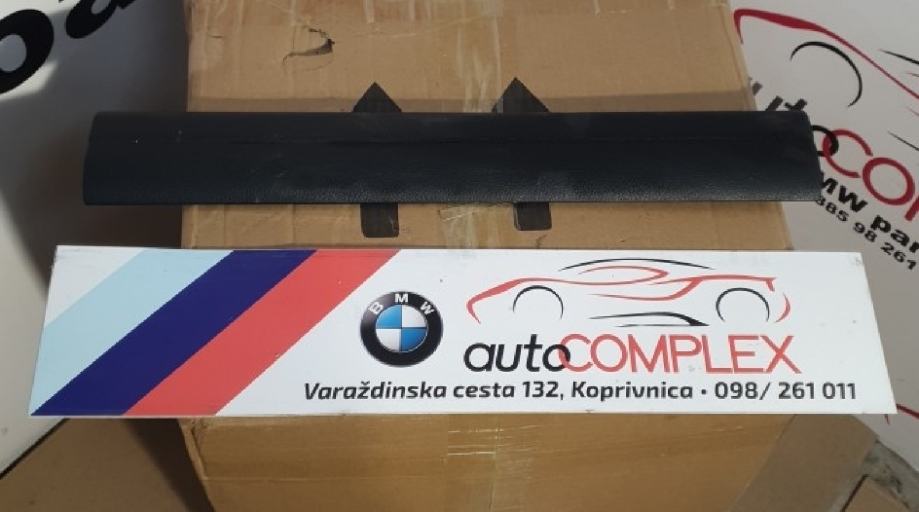 BMW
autoCOMPLEX
Varaždinska cesta 132, Koprivnica • 098/ 261 011